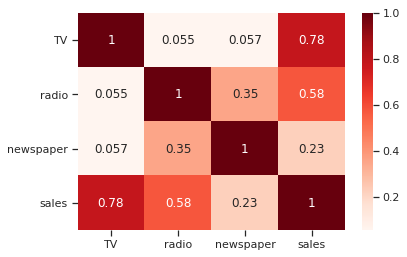 TV 1 0.055 0.057 0.78
radio 0.055 1 0.35 0.58
newspaper 0.057 0.35 1 0.23
sales 0.78 0.58 0.23 1
TV radio newspaper sales
1.0
0.8
0.6
0.4
0.2